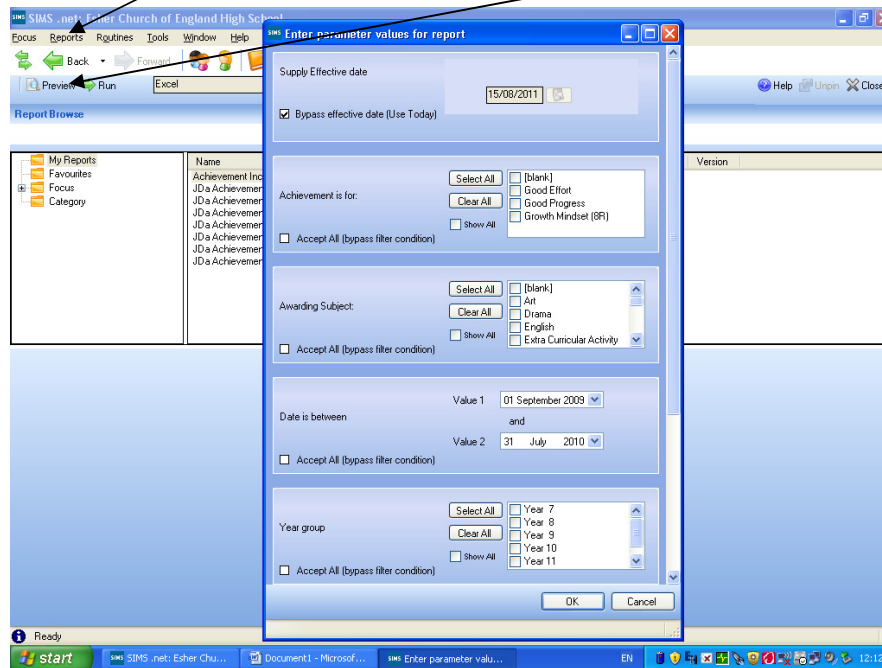 SIMS .net: Esher Church of England High School
Focus Reports Routines Tools Window Help
Back Forward
Preview Run Excel
Help Unpin Close
Report Browse
My Reports
Favourites
Focus
Category
Name Version
Achievement Inc
JDa Achievemer
JDa Achievemer
JDa Achievemer
JDa Achievemer
JDa Achievemer
JDa Achievemer
JDa Achievemer
Enter parameter values for report
Supply Effective date
15/08/2011
Bypass effective date (Use Today)
Achievement is for:
Select All
Clear All
Show All
[blank]
Good Effort
Good Progress
Growth Mindset (8R)
Accept All (bypass filter condition)
Awarding Subject:
Select All
Clear All
Show All
[blank]
Art
Drama
English
Extra Curricular Activity
Accept All (bypass filter condition)
Date is between
Value 1 01 September 2009
and
Value 2 31 July 2010
Accept All (bypass filter condition)
Year group
Select All
Clear All
Show All
Year 7
Year 8
Year 9
Year 10
Year 11
Accept All (bypass filter condition)
OK Cancel
Ready
start SIMS .net: Esher Chu... Document1 - Microsof... Enter parameter valu... EN 12:12